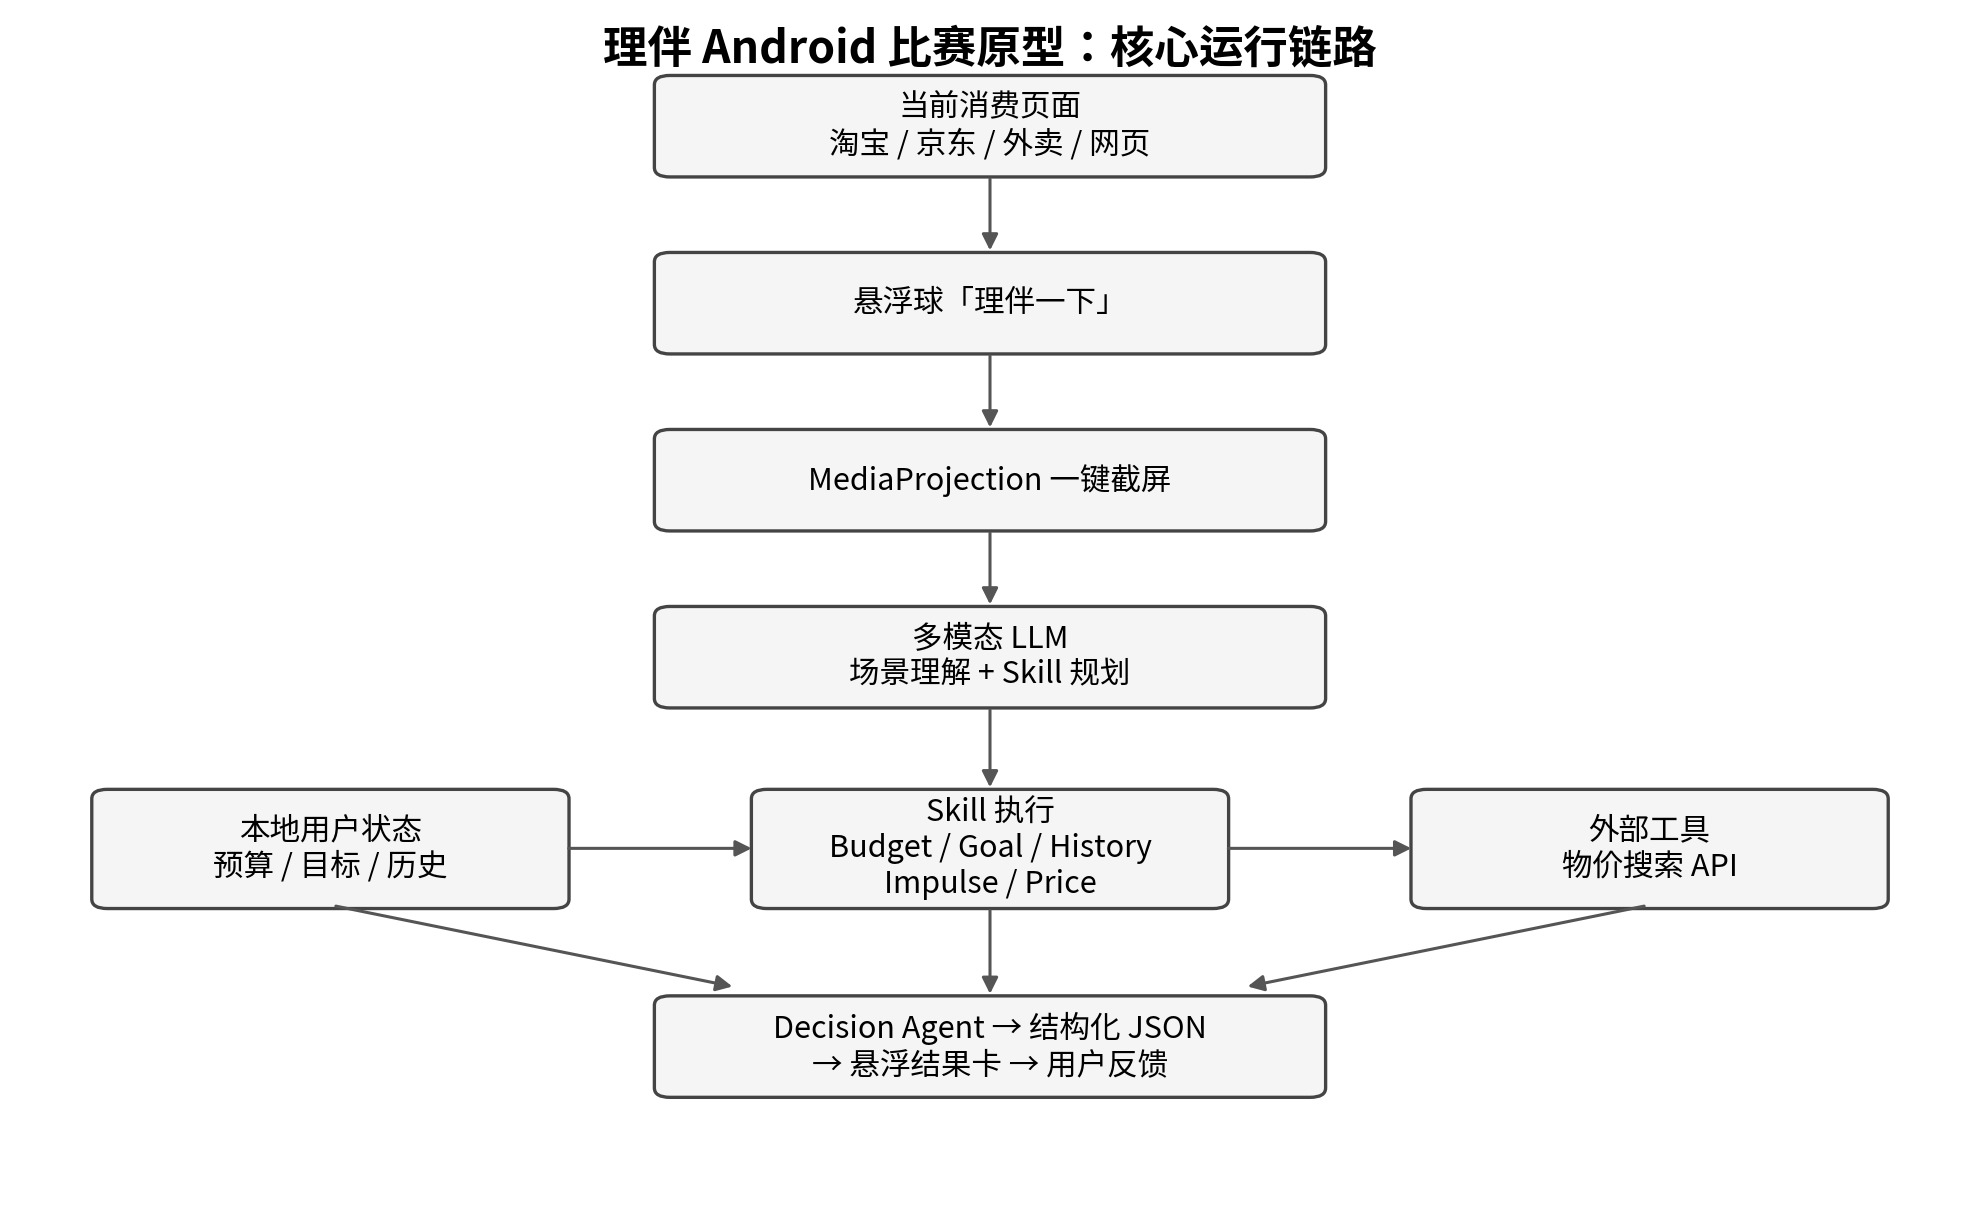 理伴 Android 比赛原型：核心运行链路
当前消费页面
淘宝 / 京东 / 外卖 / 网页
悬浮球「理伴一下」
MediaProjection 一键截屏
多模态 LLM
场景理解 + Skill 规划
本地用户状态
预算 / 目标 / 历史
Skill 执行
Budget / Goal / History
Impulse / Price
外部工具
物价搜索 API
Decision Agent → 结构化 JSON
→ 悬浮结果卡 → 用户反馈